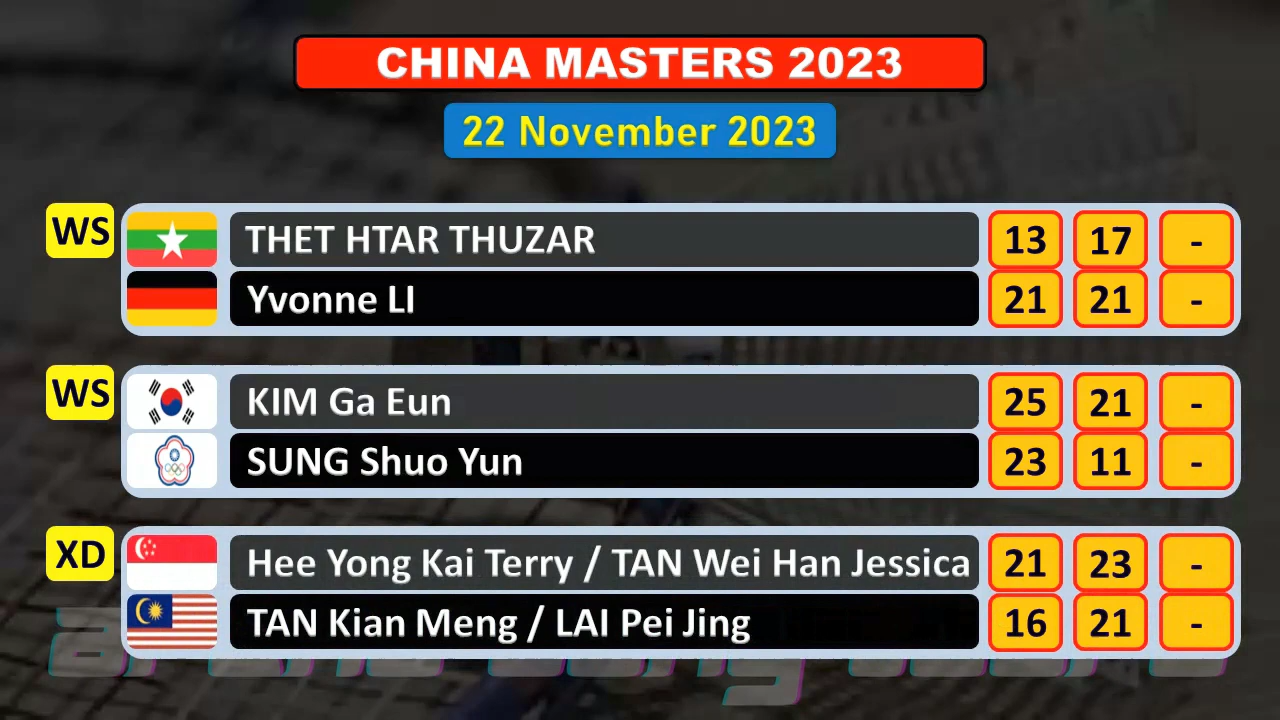 CHINA MASTERS 2023
22 November 2023
WS
THET HTAR THUZAR 13 17 -
Yvonne LI 21 21 -
WS
KIM Ga Eun 25 21 -
SUNG Shuo Yun 23 11 -
XD
Hee Yong Kai Terry / TAN Wei Han Jessica 21 23 -
TAN Kian Meng / LAI Pei Jing 16 21 -